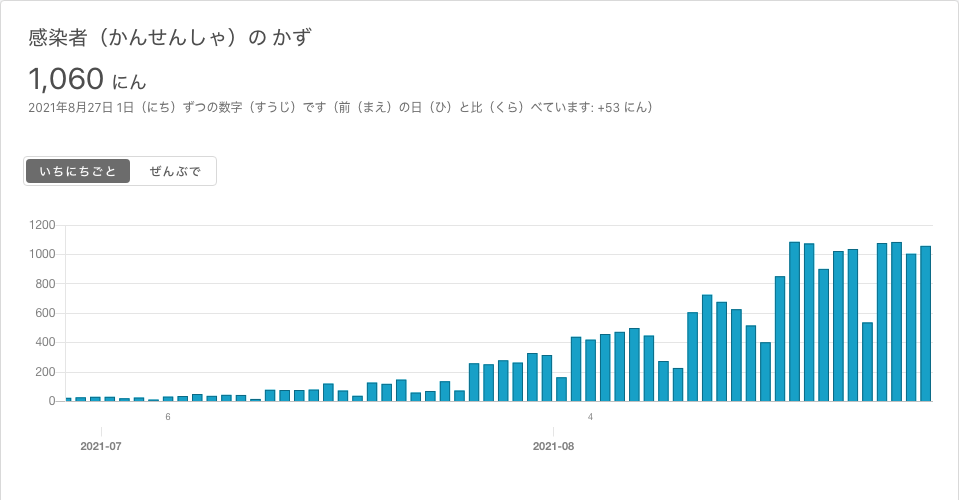 感染者（かんせんしゃ）の かず
1,060 にん
2021年8月27日 1日（にち）ずつの数字（すうじ）です（前（まえ）の日（ひ）と比（くら）べています: +53 にん）
いちにちごと ぜんぶで
1200
1000
800
600
400
200
0
6 4
2021-07 2021-08